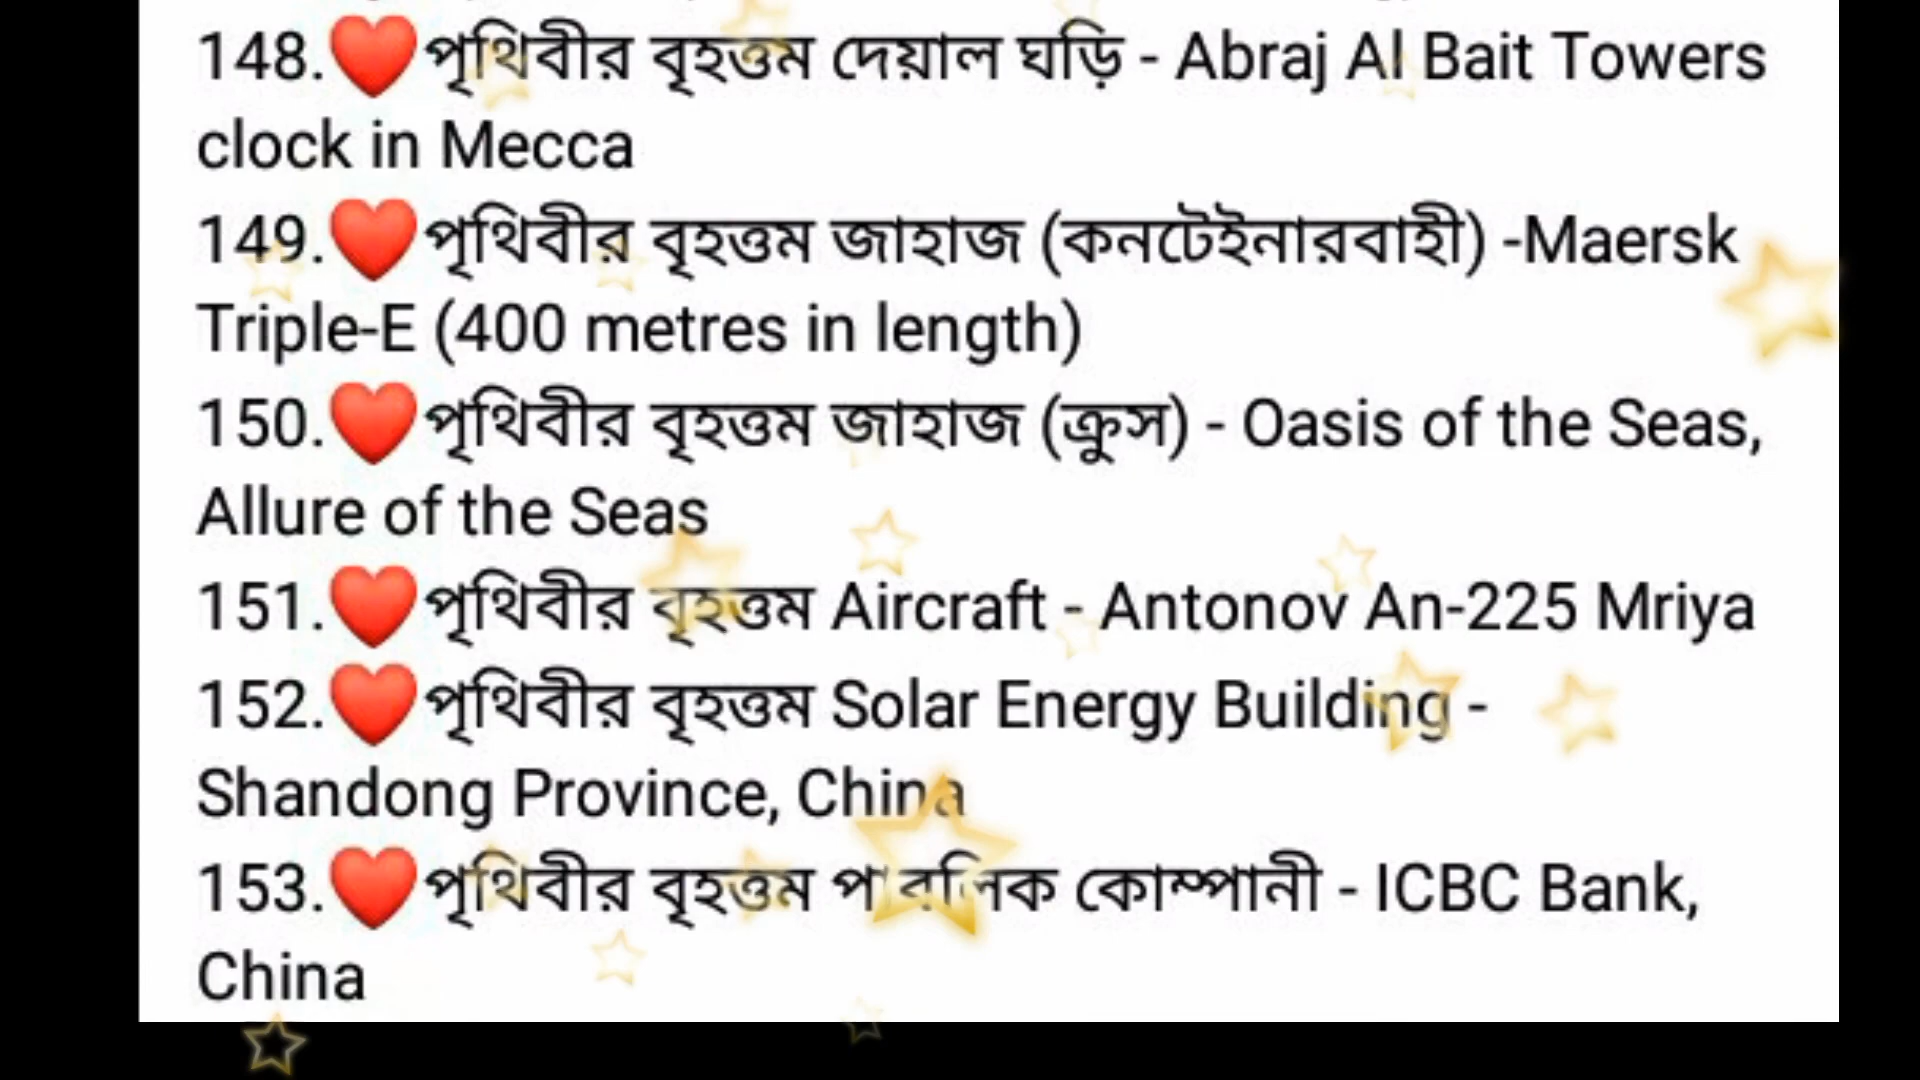 148.❤️পৃথিবীর বৃহত্তম দেয়াল ঘড়ি - Abraj Al Bait Towers
clock in Mecca
149.❤️পৃথিবীর বৃহত্তম জাহাজ (কনটেইনারবাহী) -Maersk
Triple-E (400 metres in length)
150.❤️পৃথিবীর বৃহত্তম জাহাজ (ক্রুস) - Oasis of the Seas,
Allure of the Seas
151.❤️পৃথিবীর বৃহত্তম Aircraft - Antonov An-225 Mriya
152.❤️পৃথিবীর বৃহত্তম Solar Energy Building -
Shandong Province, China
153.❤️পৃথিবীর বৃহত্তম পাবলিক কোম্পানী - ICBC Bank,
China